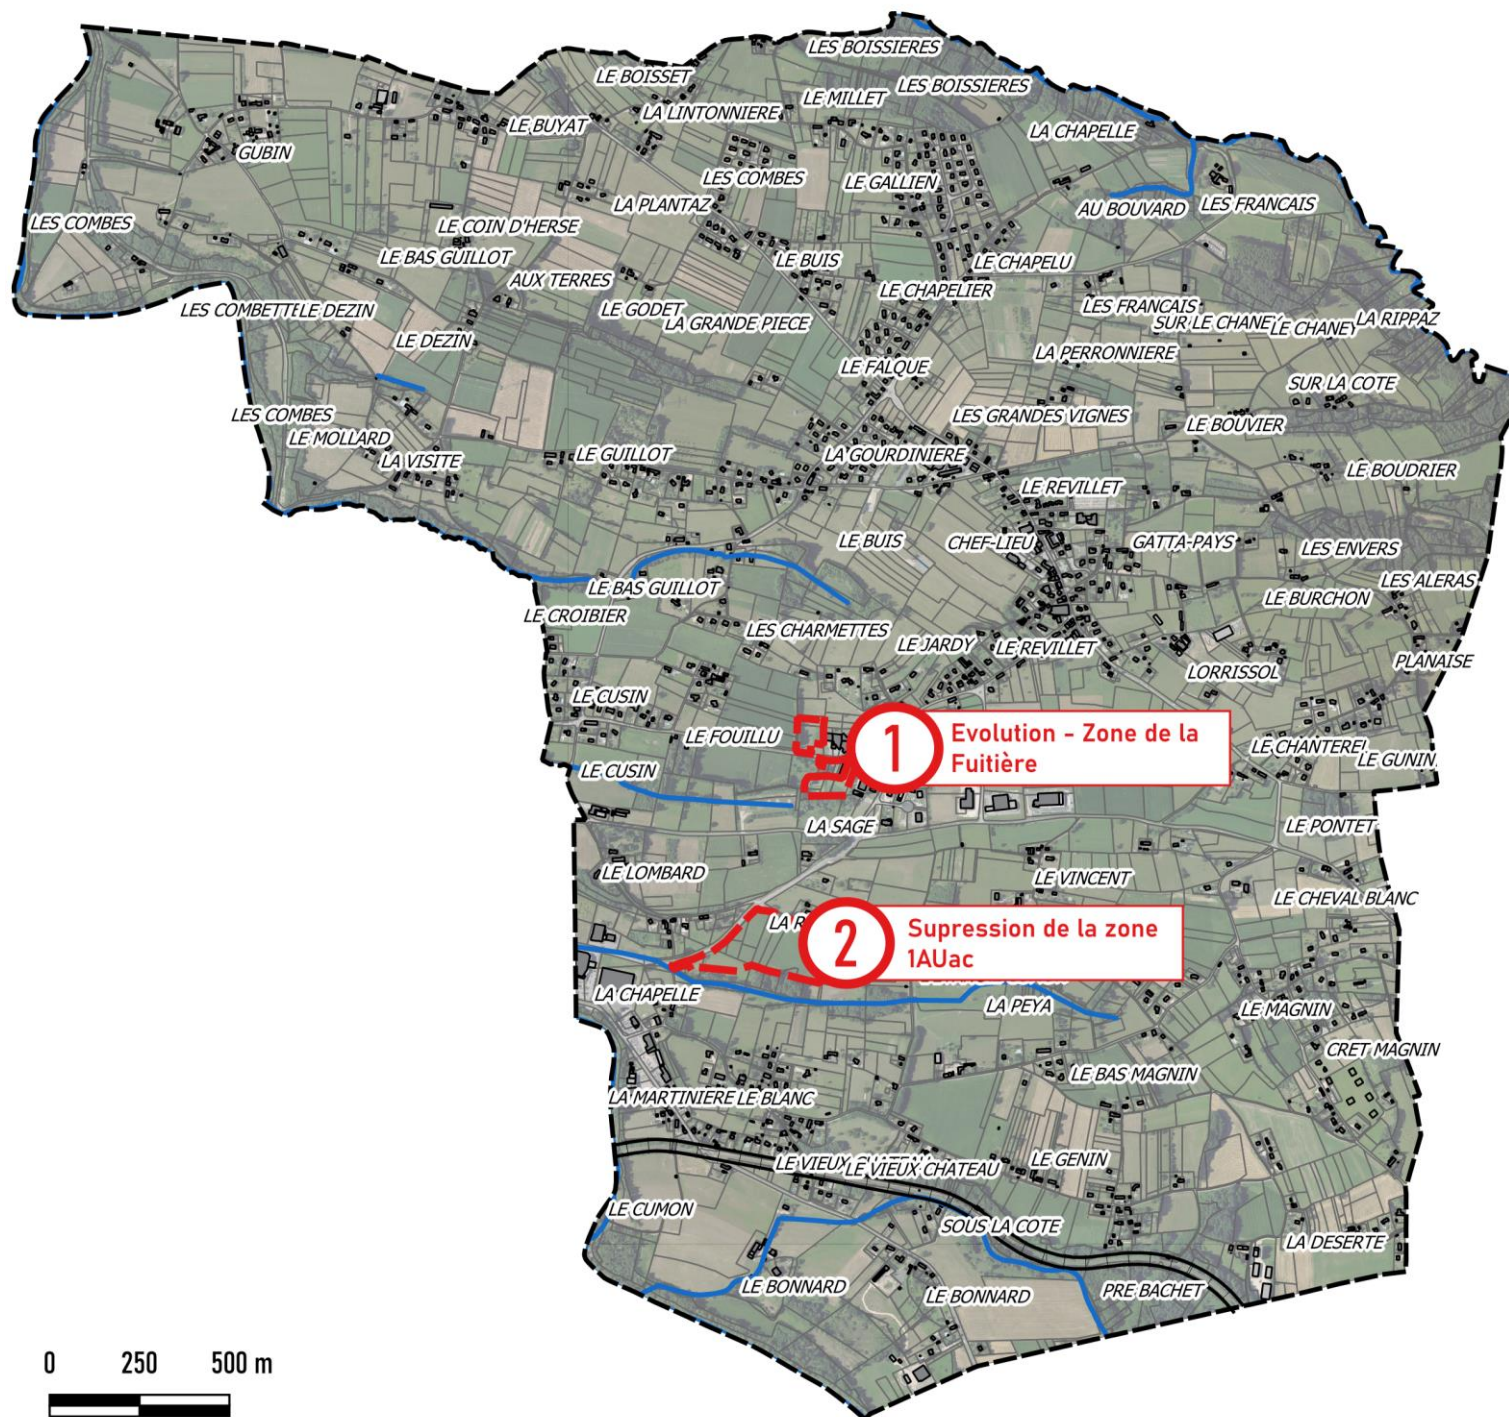 LES BOISSIERES
LE BOISSET
LES BOISSIERES
LE MILLET
LA LINTONNIERE
LE BUYAT
LA CHAPELLE
GUBIN
LES COMBES
LE GALLIEN
LA PLANTAZ
AU BOUVARD
LES FRANCAIS
LES COMBES
LE COIN D'HERSE
LE BAS GUILLOT
LE BUIS
LE CHAPELU
AUX TERRES
LE CHAPELIER
LES COMBETTE
LE DEZIN
LE GODET
LA GRANDE PIECE
LES FRANCAIS
SUR LE CHANEY
LE CHANEY
LA RIPPAZ
LE DEZIN
LE FALQUE
LA PERRONNIERE
SUR LA COTE
LES COMBES
LES GRANDES VIGNES
LE BOUVIER
LE MOLLARD
LA VISITE
LE GUILLOT
LA GOURDINIERE
LE BOUDRIER
LE REVILLET
LE BUIS
CHEF-LIEU
GATTA-PAYS
LES ENVERS
LE BAS GUILLOT
LES ALERAS
LE BURCHON
LE CROIBIER
LES CHARMETTES
LE JARDY
LE REVILLET
LORRISSOL
PLANAISE
LE CUSIN
LE FOUILLU
1
Evolution - Zone de la
Fuitière
LE CHANTEREL
LE GUNIN
LE CUSIN
LA SAGE
LE PONTET
LE LOMBARD
LE VINCENT
LE CHEVAL BLANC
LA R
2
Supression de la zone
1AUac
LA CHAPELLE
LA PEYA
LE MAGNIN
CRET MAGNIN
LE BAS MAGNIN
LA MARTINIERE
LE BLANC
LE VIEUX CHATEAU
LE VIEUX CHATEAU
LE GENIN
LE CUMON
SOUS LA COTE
LA DESERTE
LE BONNARD
LE BONNARD
PRE BACHET
0 250 500 m